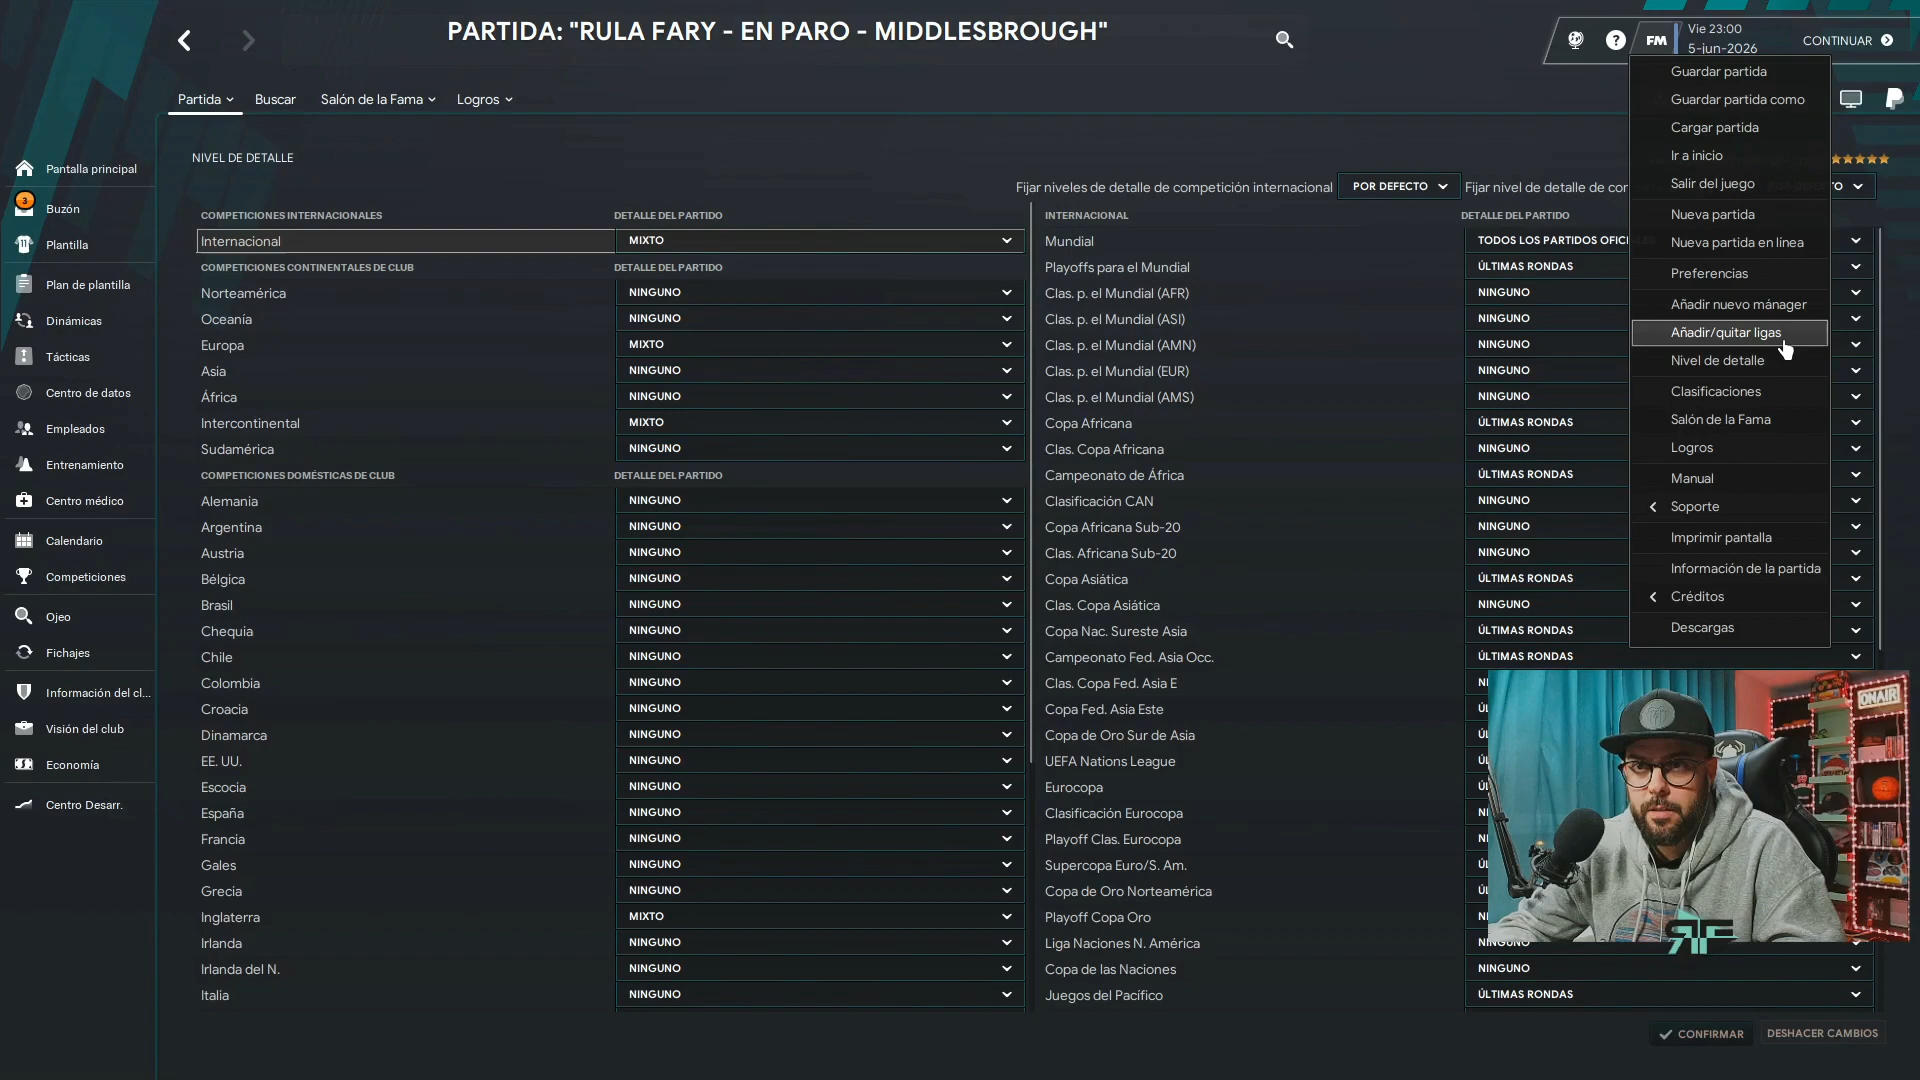 PARTIDA: "RULA FARY - EN PARO - MIDDLESBROUGH"
FM
Vie 23:00
5-jun-2026
CONTINUAR
Partida
Buscar
Salón de la Fama
Logros
Pantalla principal
3
Buzón
11
Plantilla
Plan de plantilla
Dinámicas
Tácticas
Centro de datos
Empleados
Entrenamiento
Centro médico
Calendario
Competiciones
Ojeo
Fichajes
Información del cl...
Visión del club
Economía
Centro Desarr.
NIVEL DE DETALLE
Fijar niveles de detalle de competición internacional
POR DEFECTO
Fijar nivel de detalle de
COMPETICIONES INTERNACIONALES DETALLE DEL PARTIDO
Internacional MIXTO
COMPETICIONES CONTINENTALES DE CLUB DETALLE DEL PARTIDO
Norteamérica NINGUNO
Oceanía NINGUNO
Europa MIXTO
Asia NINGUNO
África NINGUNO
Intercontinental MIXTO
Sudamérica NINGUNO
COMPETICIONES DOMÉSTICAS DE CLUB DETALLE DEL PARTIDO
Alemania NINGUNO
Argentina NINGUNO
Austria NINGUNO
Bélgica NINGUNO
Brasil NINGUNO
Chequia NINGUNO
Chile NINGUNO
Colombia NINGUNO
Croacia NINGUNO
Dinamarca NINGUNO
EE. UU. NINGUNO
Escocia NINGUNO
España NINGUNO
Francia NINGUNO
Gales NINGUNO
Grecia NINGUNO
Inglaterra MIXTO
Irlanda NINGUNO
Irlanda del N. NINGUNO
Italia NINGUNO
INTERNACIONAL DETALLE DEL PARTIDO
Mundial TODOS LOS PARTIDOS
Playoffs para el Mundial ÚLTIMAS RONDAS
Clas. p. el Mundial (AFR) NINGUNO
Clas. p. el Mundial (ASI) NINGUNO
Clas. p. el Mundial (AMN) NINGUNO
Clas. p. el Mundial (EUR) NINGUNO
Clas. p. el Mundial (AMS) NINGUNO
Copa Africana ÚLTIMAS RONDAS
Clas. Copa Africana NINGUNO
Campeonato de África ÚLTIMAS RONDAS
Clasificación CAN NINGUNO
Copa Africana Sub-20 NINGUNO
Clas. Africana Sub-20 NINGUNO
Copa Asiática ÚLTIMAS RONDAS
Clas. Copa Asiática NINGUNO
Copa Nac. Sureste Asia ÚLTIMAS RONDAS
Campeonato Fed. Asia Occ. ÚLTIMAS RONDAS
Clas. Copa Fed. Asia E
Copa Fed. Asia Este
Copa de Oro Sur de Asia
UEFA Nations League
Eurocopa
Clasificación Eurocopa
Playoff Clas. Eurocopa
Supercopa Euro/S. Am.
Copa de Oro Norteamérica
Playoff Copa Oro
Liga Naciones N. América NINGUNO
Copa de las Naciones NINGUNO
Juegos del Pacífico ÚLTIMAS RONDAS
Guardar partida
Guardar partida como
Cargar partida
Ir a inicio
Salir del juego
Nueva partida
Nueva partida en línea
Preferencias
Añadir nuevo mánager
Añadir/quitar ligas
Nivel de detalle
Clasificaciones
Salón de la Fama
Logros
Manual
Soporte
Imprimir pantalla
Información de la partida
Créditos
Descargas
ON AIR
CONFIRMAR
DESHACER CAMBIOS